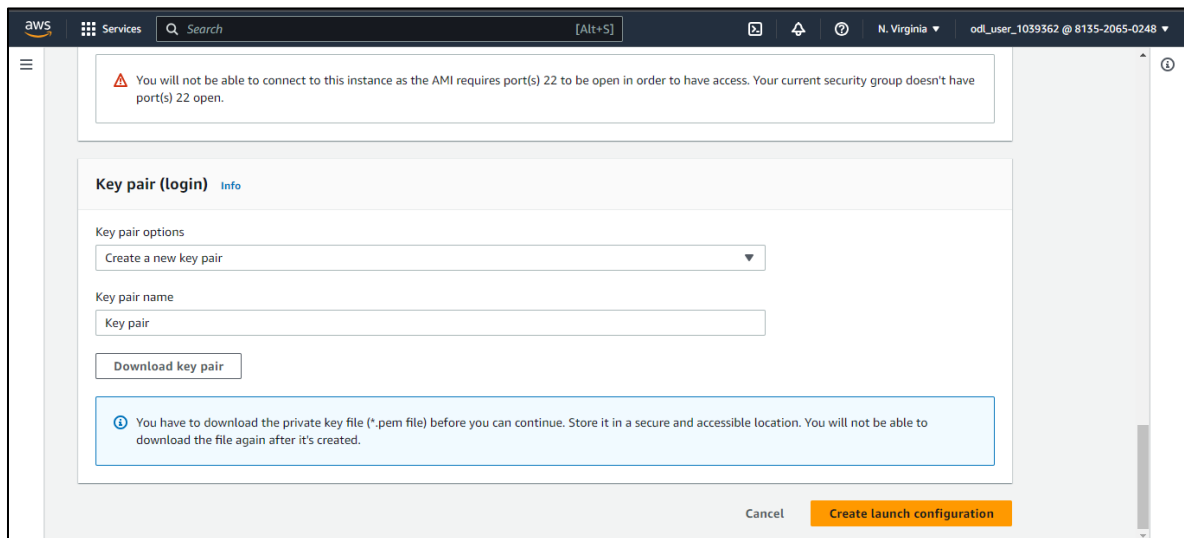 aws Services Search [Alt+S] N. Virginia odl_user_1039362 @ 8135-2065-0248
You will not be able to connect to this instance as the AMI requires port(s) 22 to be open in order to have access. Your current security group doesn't have
port(s) 22 open.
Key pair (login) Info
Key pair options
Create a new key pair
Key pair name
Key pair
Download key pair
You have to download the private key file (*.pem file) before you can continue. Store it in a secure and accessible location. You will not be able to
download the file again after it's created.
Cancel Create launch configuration